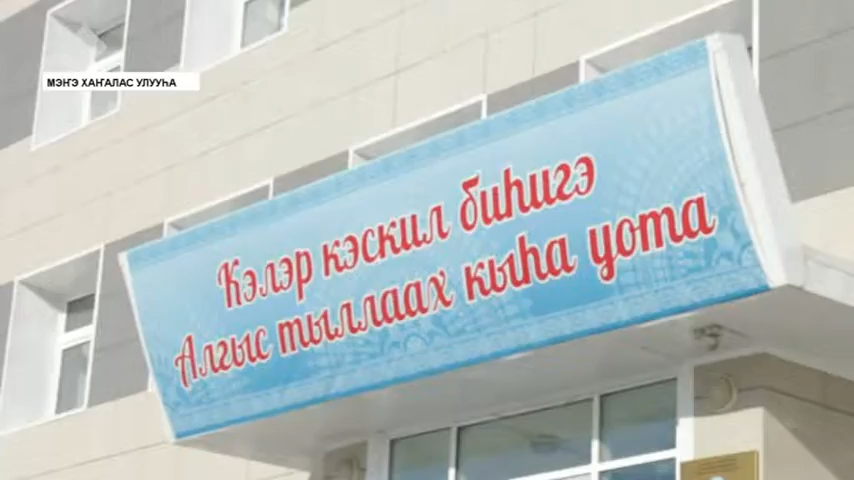 МЭҤЭ ХАҤАЛАС УЛУУҺА
Кэлэр кэскил биһигэ
Алгыс тыллаах кыһа уота